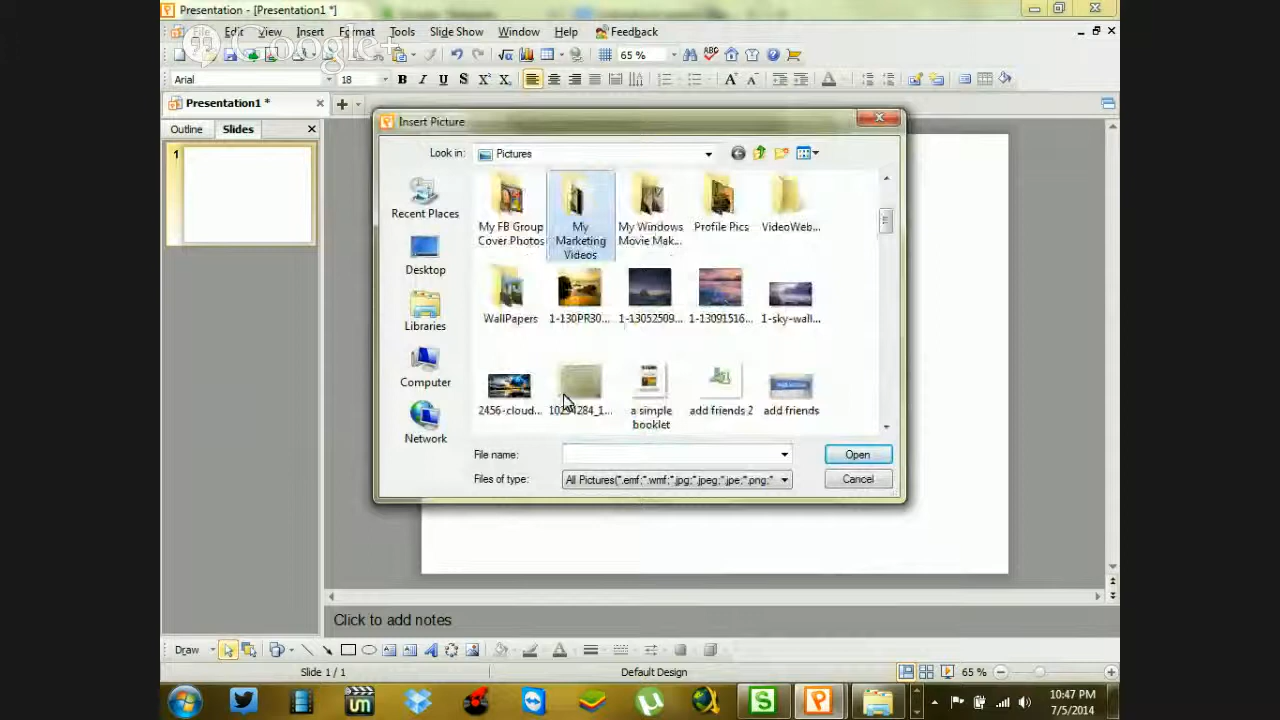 Presentation - [Presentation1 *]
File Edit View Insert Format Tools Slide Show Window Help Feedback
Google+
65 %
Arial 18
Presentation1 *
Outline Slides
1
Insert Picture
Look in: Pictures
Recent Places
Desktop
Libraries
Computer
Network
My FB Group Cover Photos
My Marketing Videos
My Windows Movie Mak...
Profile Pics
VideoWeb...
WallPapers
1-130PR30...
1-13052509...
1-13091516...
1-sky-wall...
2456-cloud...
a simple booklet
add friends 2
add friends
File name:
Open
Files of type: All Pictures(*.emf;*.wmf;*.jpg;*.jpeg;*.jpe;*.png;*
Cancel
Click to add notes
Draw
Slide 1 / 1 Default Design 65 %
10:47 PM
7/5/2014